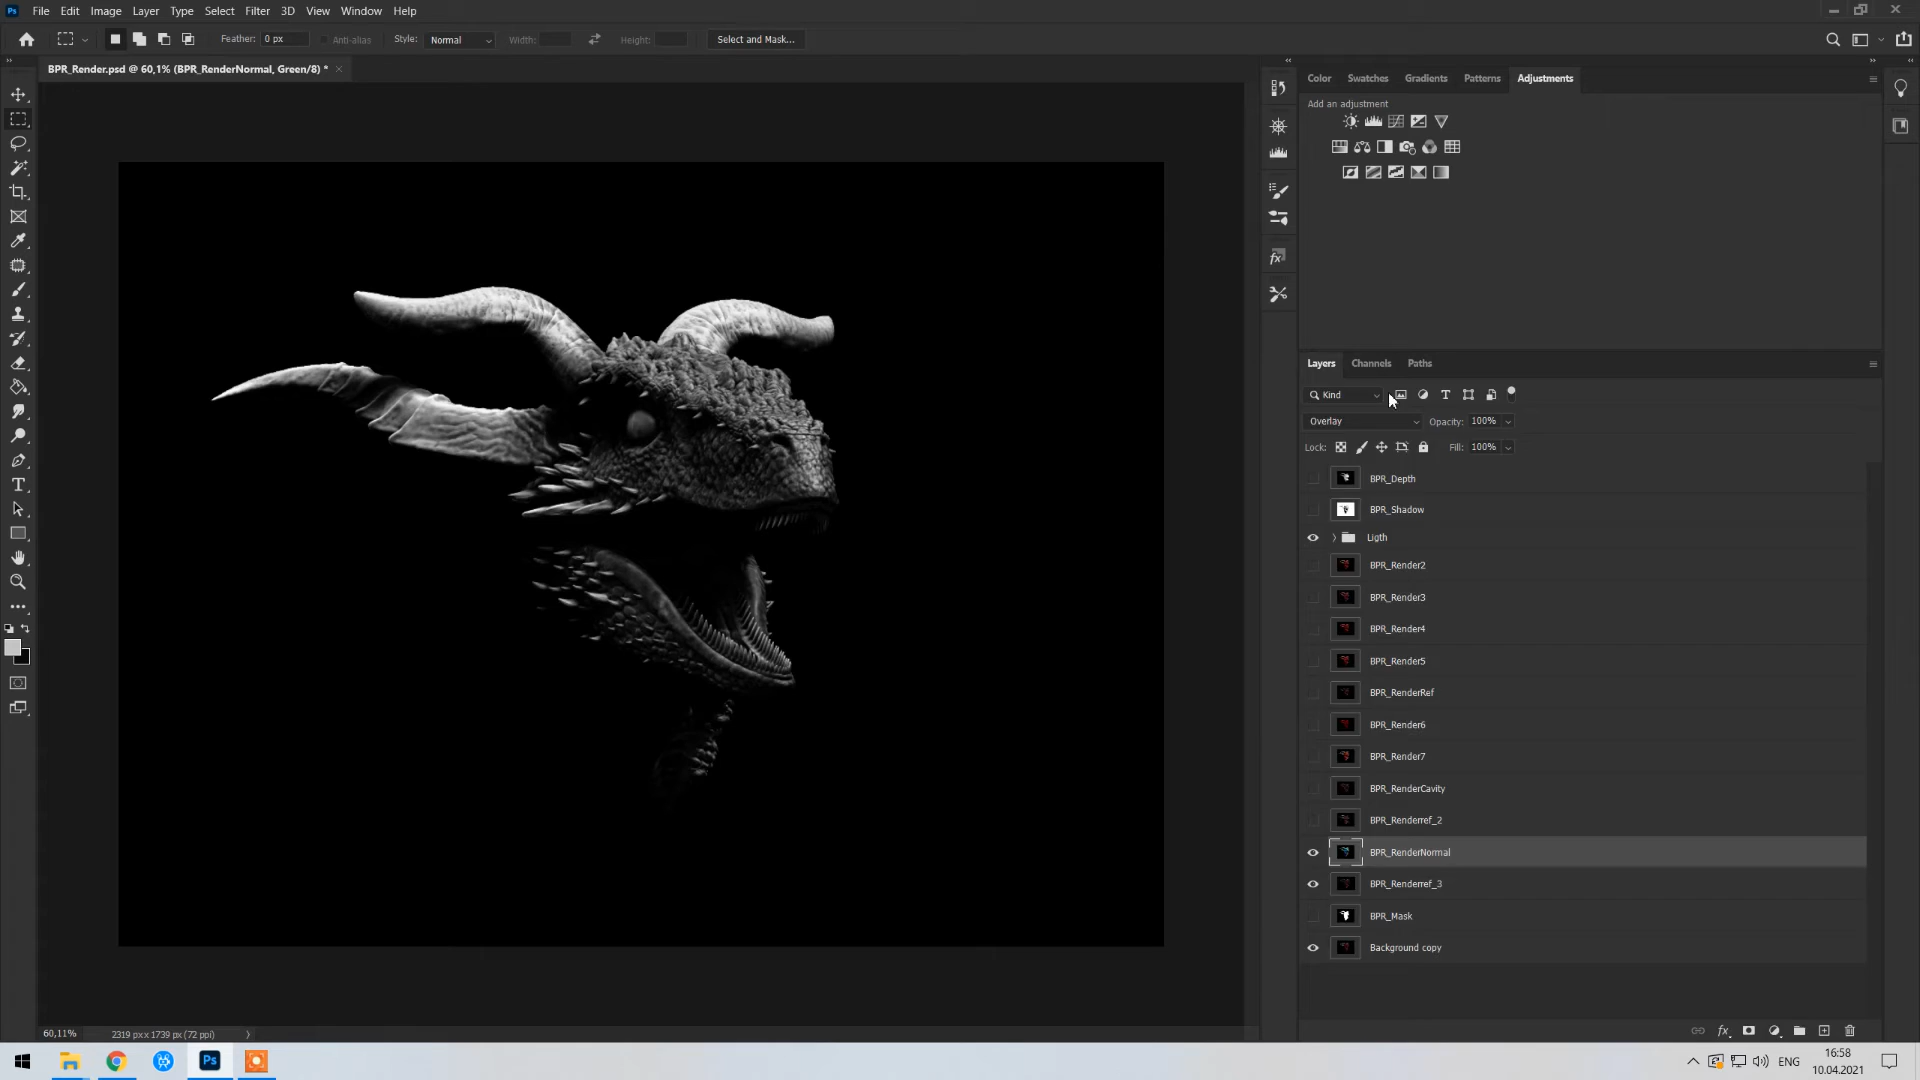 Ps File Edit Image Layer Type Select Filter 3D View Window Help
Feather: 0 px Anti-alias Style: Normal Width: Height: Select and Mask...
BPR_Render.psd @ 60,1% (BPR_RenderNormal, Green/8) *
Color Swatches Gradients Patterns Adjustments
Add an adjustment
Layers Channels Paths
Kind
Overlay Opacity: 100%
Lock: Fill: 100%
BPR_Depth
BPR_Shadow
Ligth
BPR_Render2
BPR_Render3
BPR_Render4
BPR_Render5
BPR_RenderRef
BPR_Render6
BPR_Render7
BPR_RenderCavity
BPR_Renderref_2
BPR_RenderNormal
BPR_Renderref_3
BPR_Mask
Background copy
60,11% 2319 px x 1739 px (72 ppi)
Ps ENG 16:58
10.04.2021